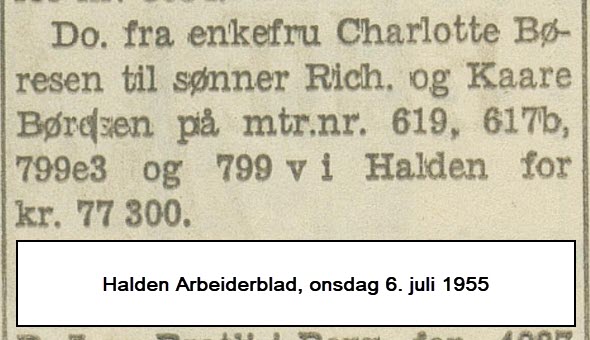 Do. fra enkefru Charlotte Bø-
resen til sønner Rich. og Kaare
Børesen på mtr.nr. 619, 617b,
799e3 og 799 v i Halden for
kr. 77 300.
Halden Arbeiderblad, onsdag 6. juli 1955